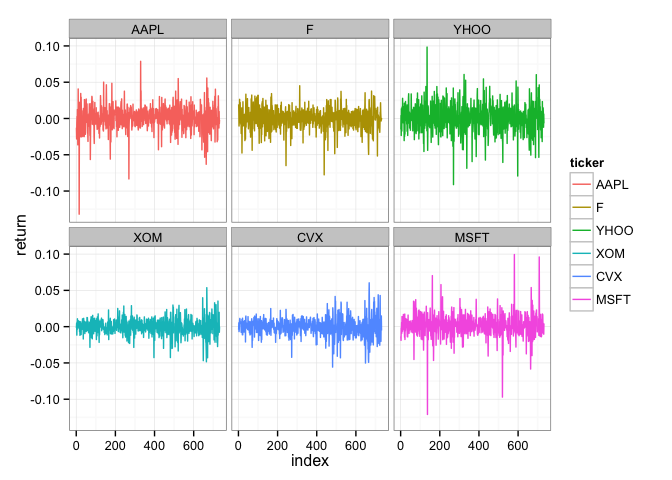 AAPL F YHOO
0.10
0.05
0.00
-0.05
-0.10
XOM CVX MSFT
0.10
0.05
0.00
-0.05
-0.10
0 200 400 600 0 200 400 600 0 200 400 600
index
return
ticker
AAPL
F
YHOO
XOM
CVX
MSFT